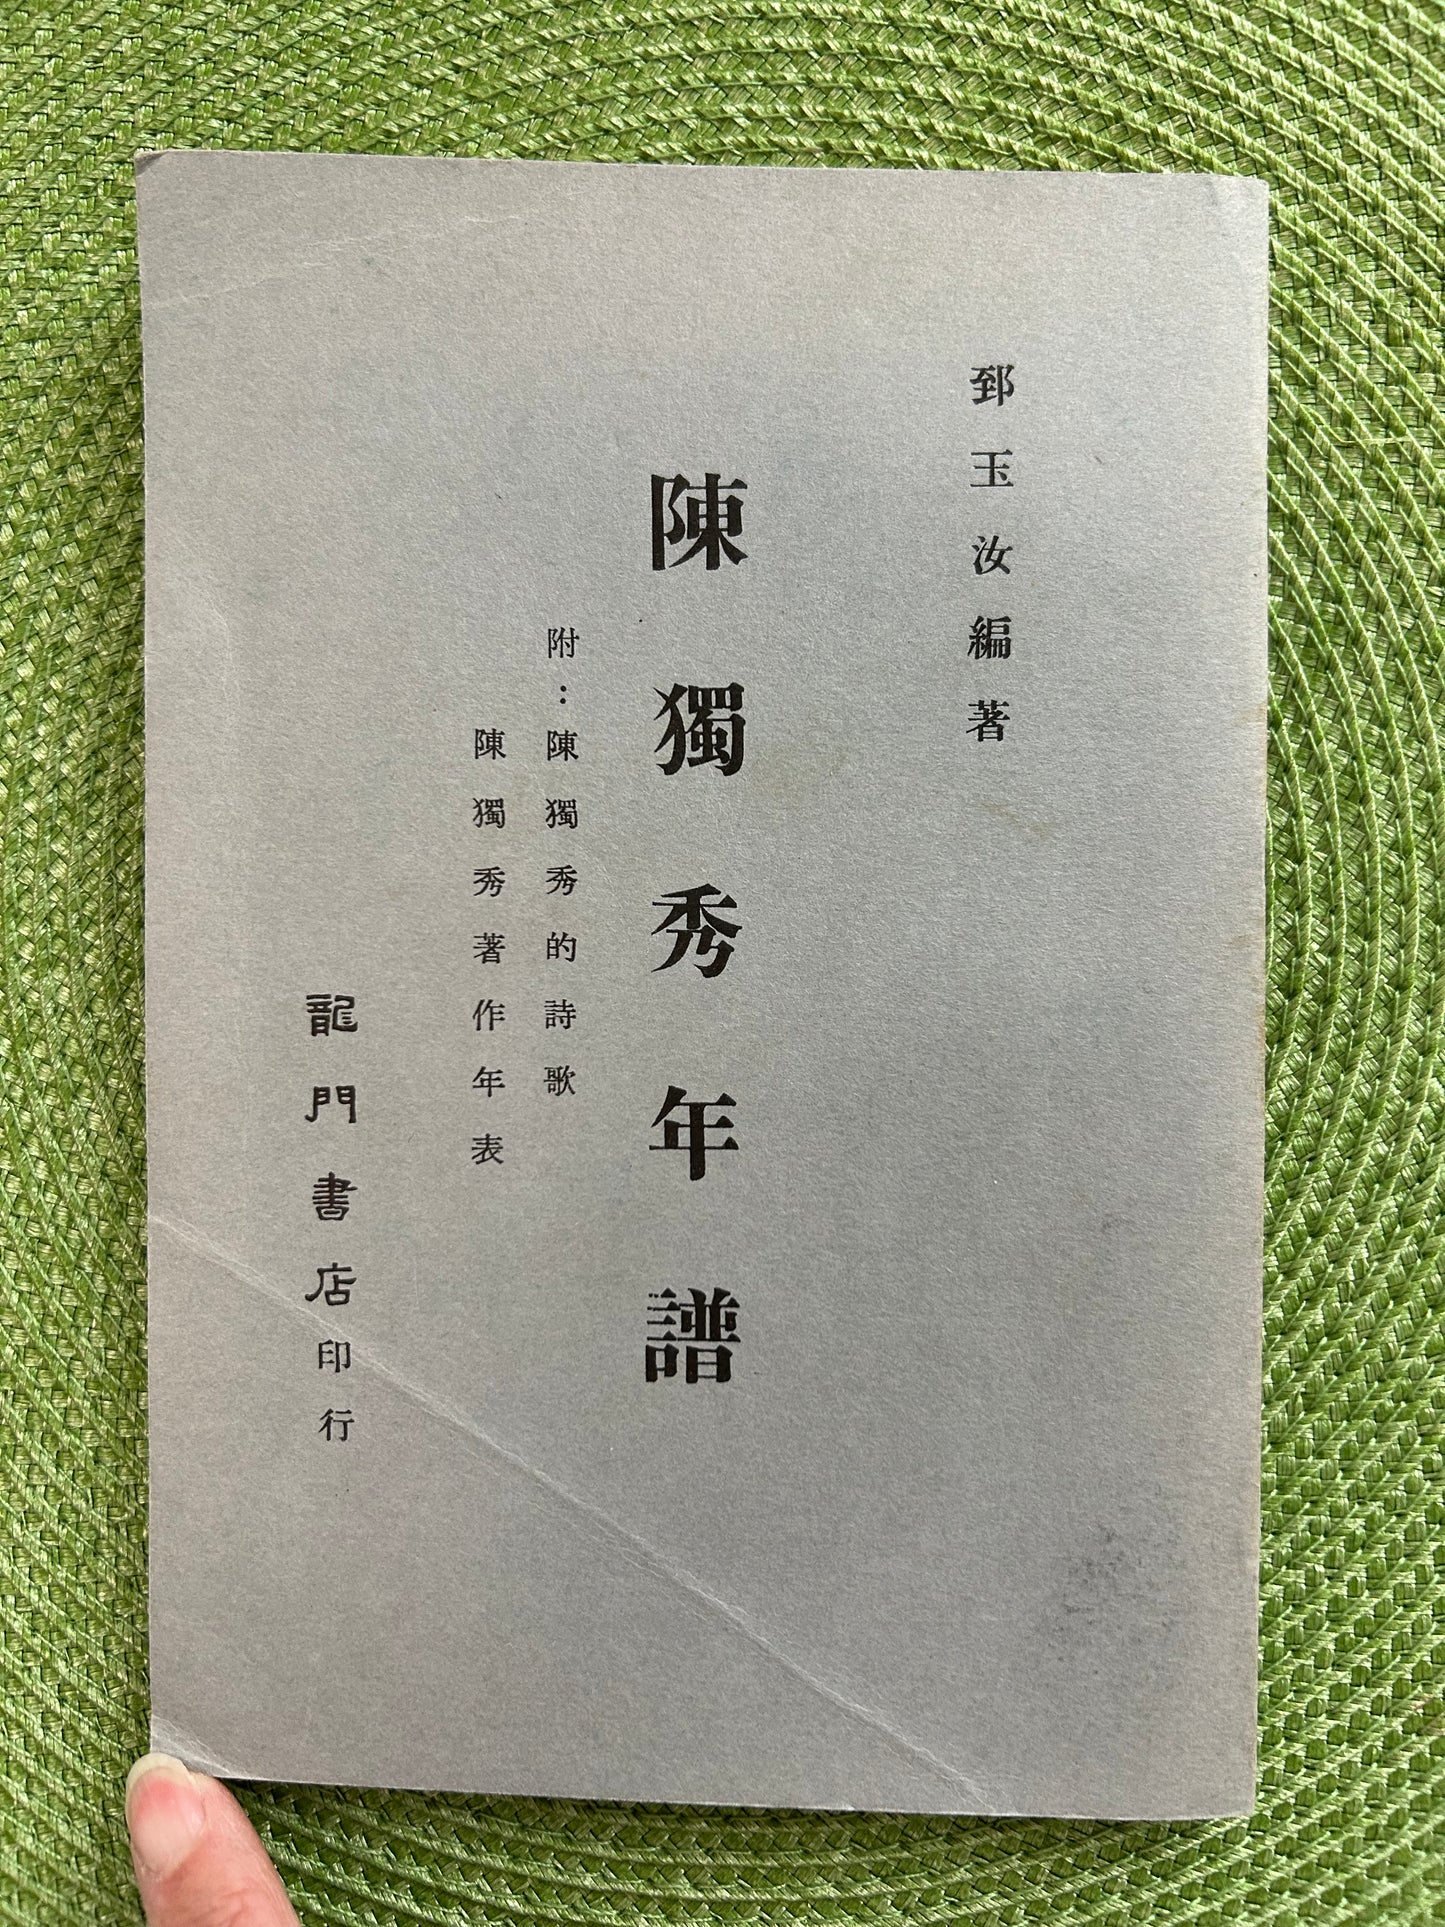 郅玉汝編著
陳獨秀年譜
附：陳獨秀的詩歌
陳獨秀著作年表
龍門書店印行